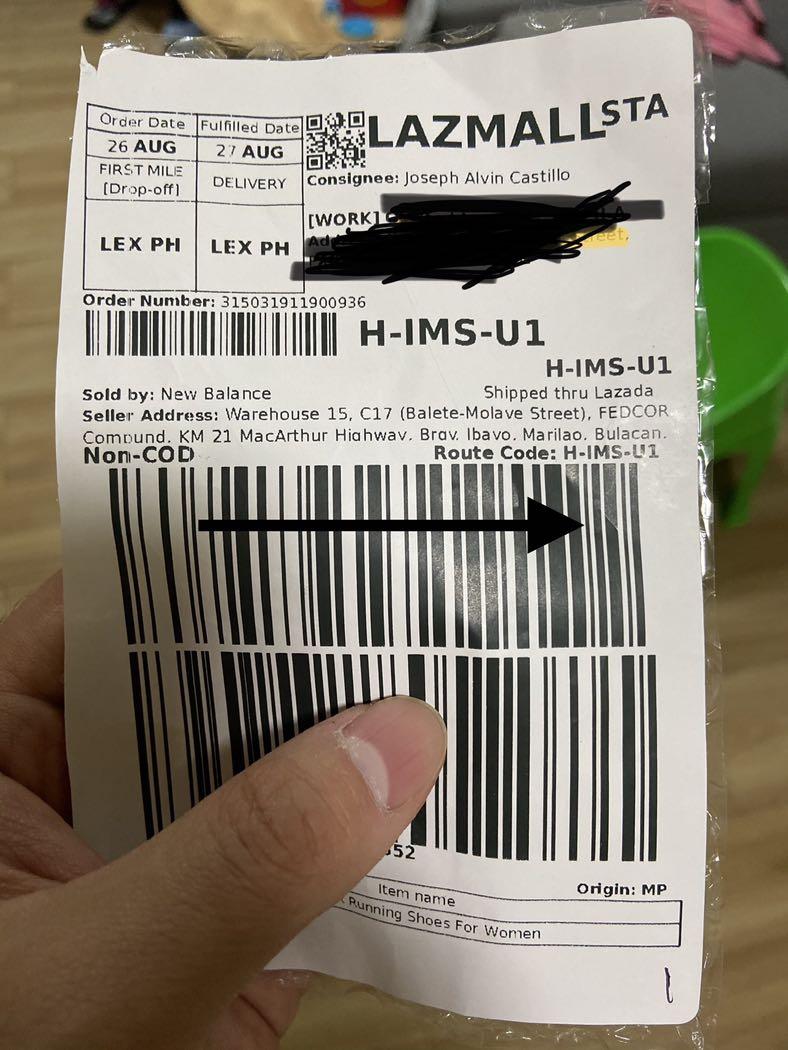 LAZMALL STA
Order Date Fulfilled Date
26 AUG 27 AUG
FIRST MILE
[Drop-off] DELIVERY
LEX PH LEX PH
Consignee: Joseph Alvin Castillo
[WORK]
Order Number: 315031911900936
H-IMS-U1
H-IMS-U1
Sold by: New Balance Shipped thru Lazada
Seller Address: Warehouse 15, C17 (Balete-Molave Street), FEDCOR
Compund, KM 21 MacArthur Highway, Brgy. Ibayo, Marilao, Bulacan,
Non-COD Route Code: H-IMS-U1
52
Origin: MP
Item name
Running Shoes For Women